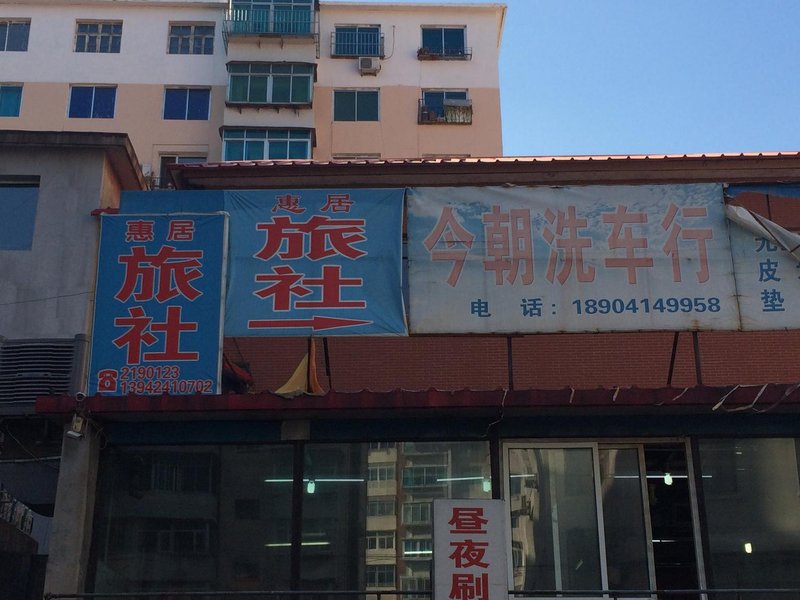 惠居
旅
社
2190123
13942410702
惠居
旅
社
今朝洗车行
电 话：18904149958
皮
垫
昼
夜
刷